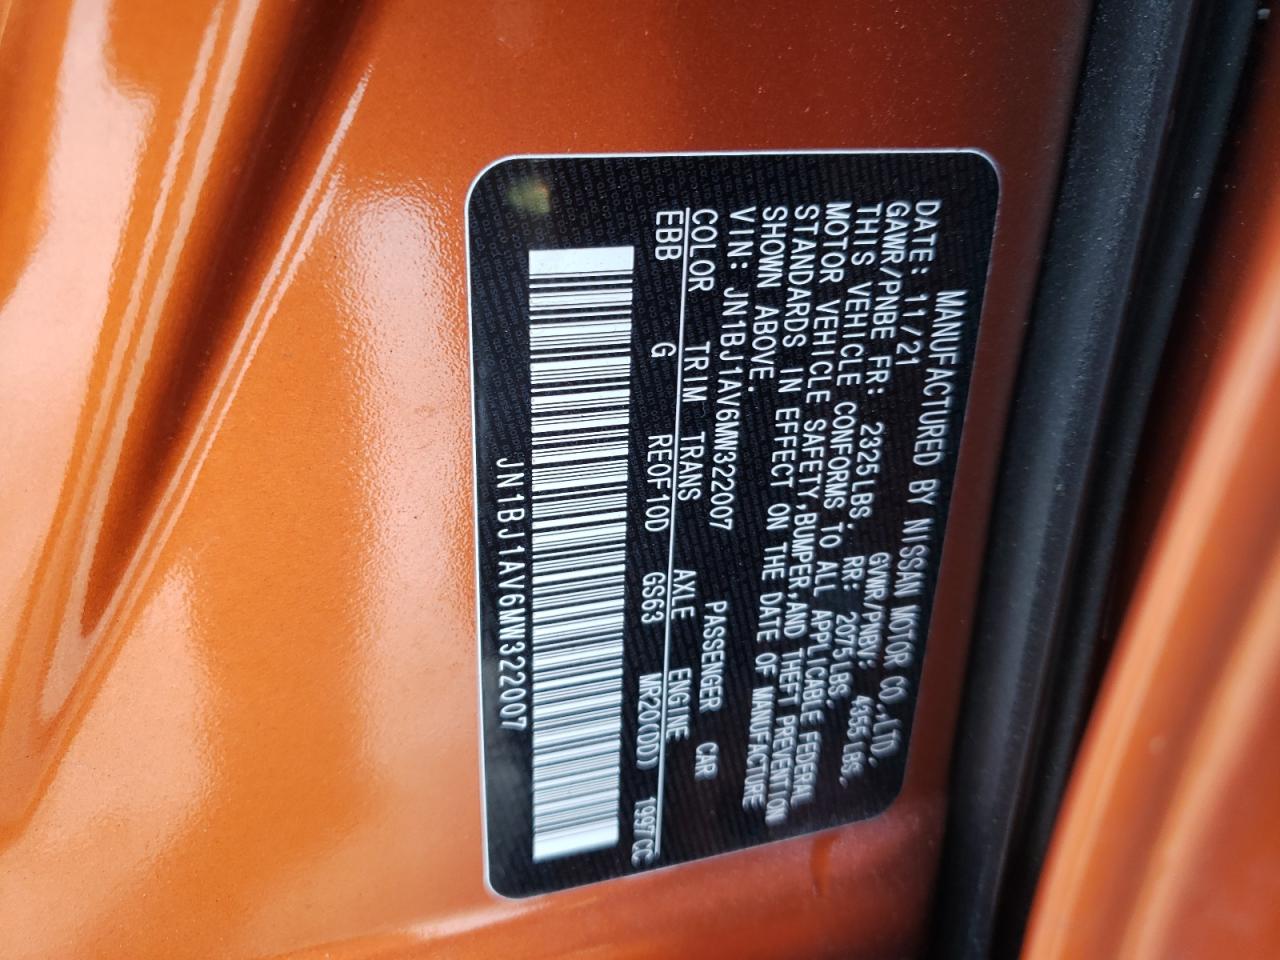 MANUFACTURED BY NISSAN MOTOR CO.,LTD.
DATE: 11/21 GVWR/PNBV: 4355 LBS,
GAWR/PNBE FR: 2325LBS, RR: 2075LBS,
THIS VEHICLE CONFORMS TO ALL APPLICABLE FEDERAL
MOTOR VEHICLE SAFETY,BUMPER,AND THEFT PREVENTION
STANDARDS IN EFFECT ON THE DATE OF MANUFACTURE
SHOWN ABOVE.
VIN: JN1BJ1AV6MW322007 PASSENGER CAR
COLOR TRIM TRANS AXLE ENGINE
EBB G RE0F10D GS63 MR20(DD) 1997CC
JN1BJ1AV6MW322007